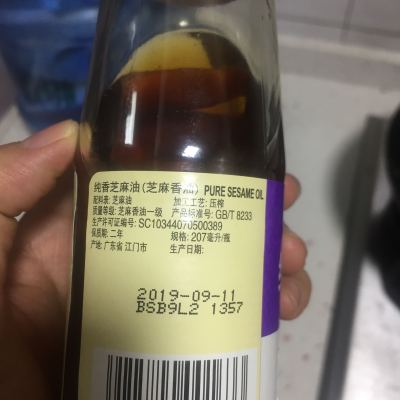 纯香芝麻油(芝麻香油) PURE SESAME OIL
配料表: 芝麻油 加工工艺: 压榨
质量等级: 芝麻香油一级 产品标准号: GB/T 8233
生产许可证编号: SC10344070500389
保质期: 二年 规格: 207毫升/瓶
产地: 广东省 江门市 生产日期:
2019-09-11
BSB9L2 1357